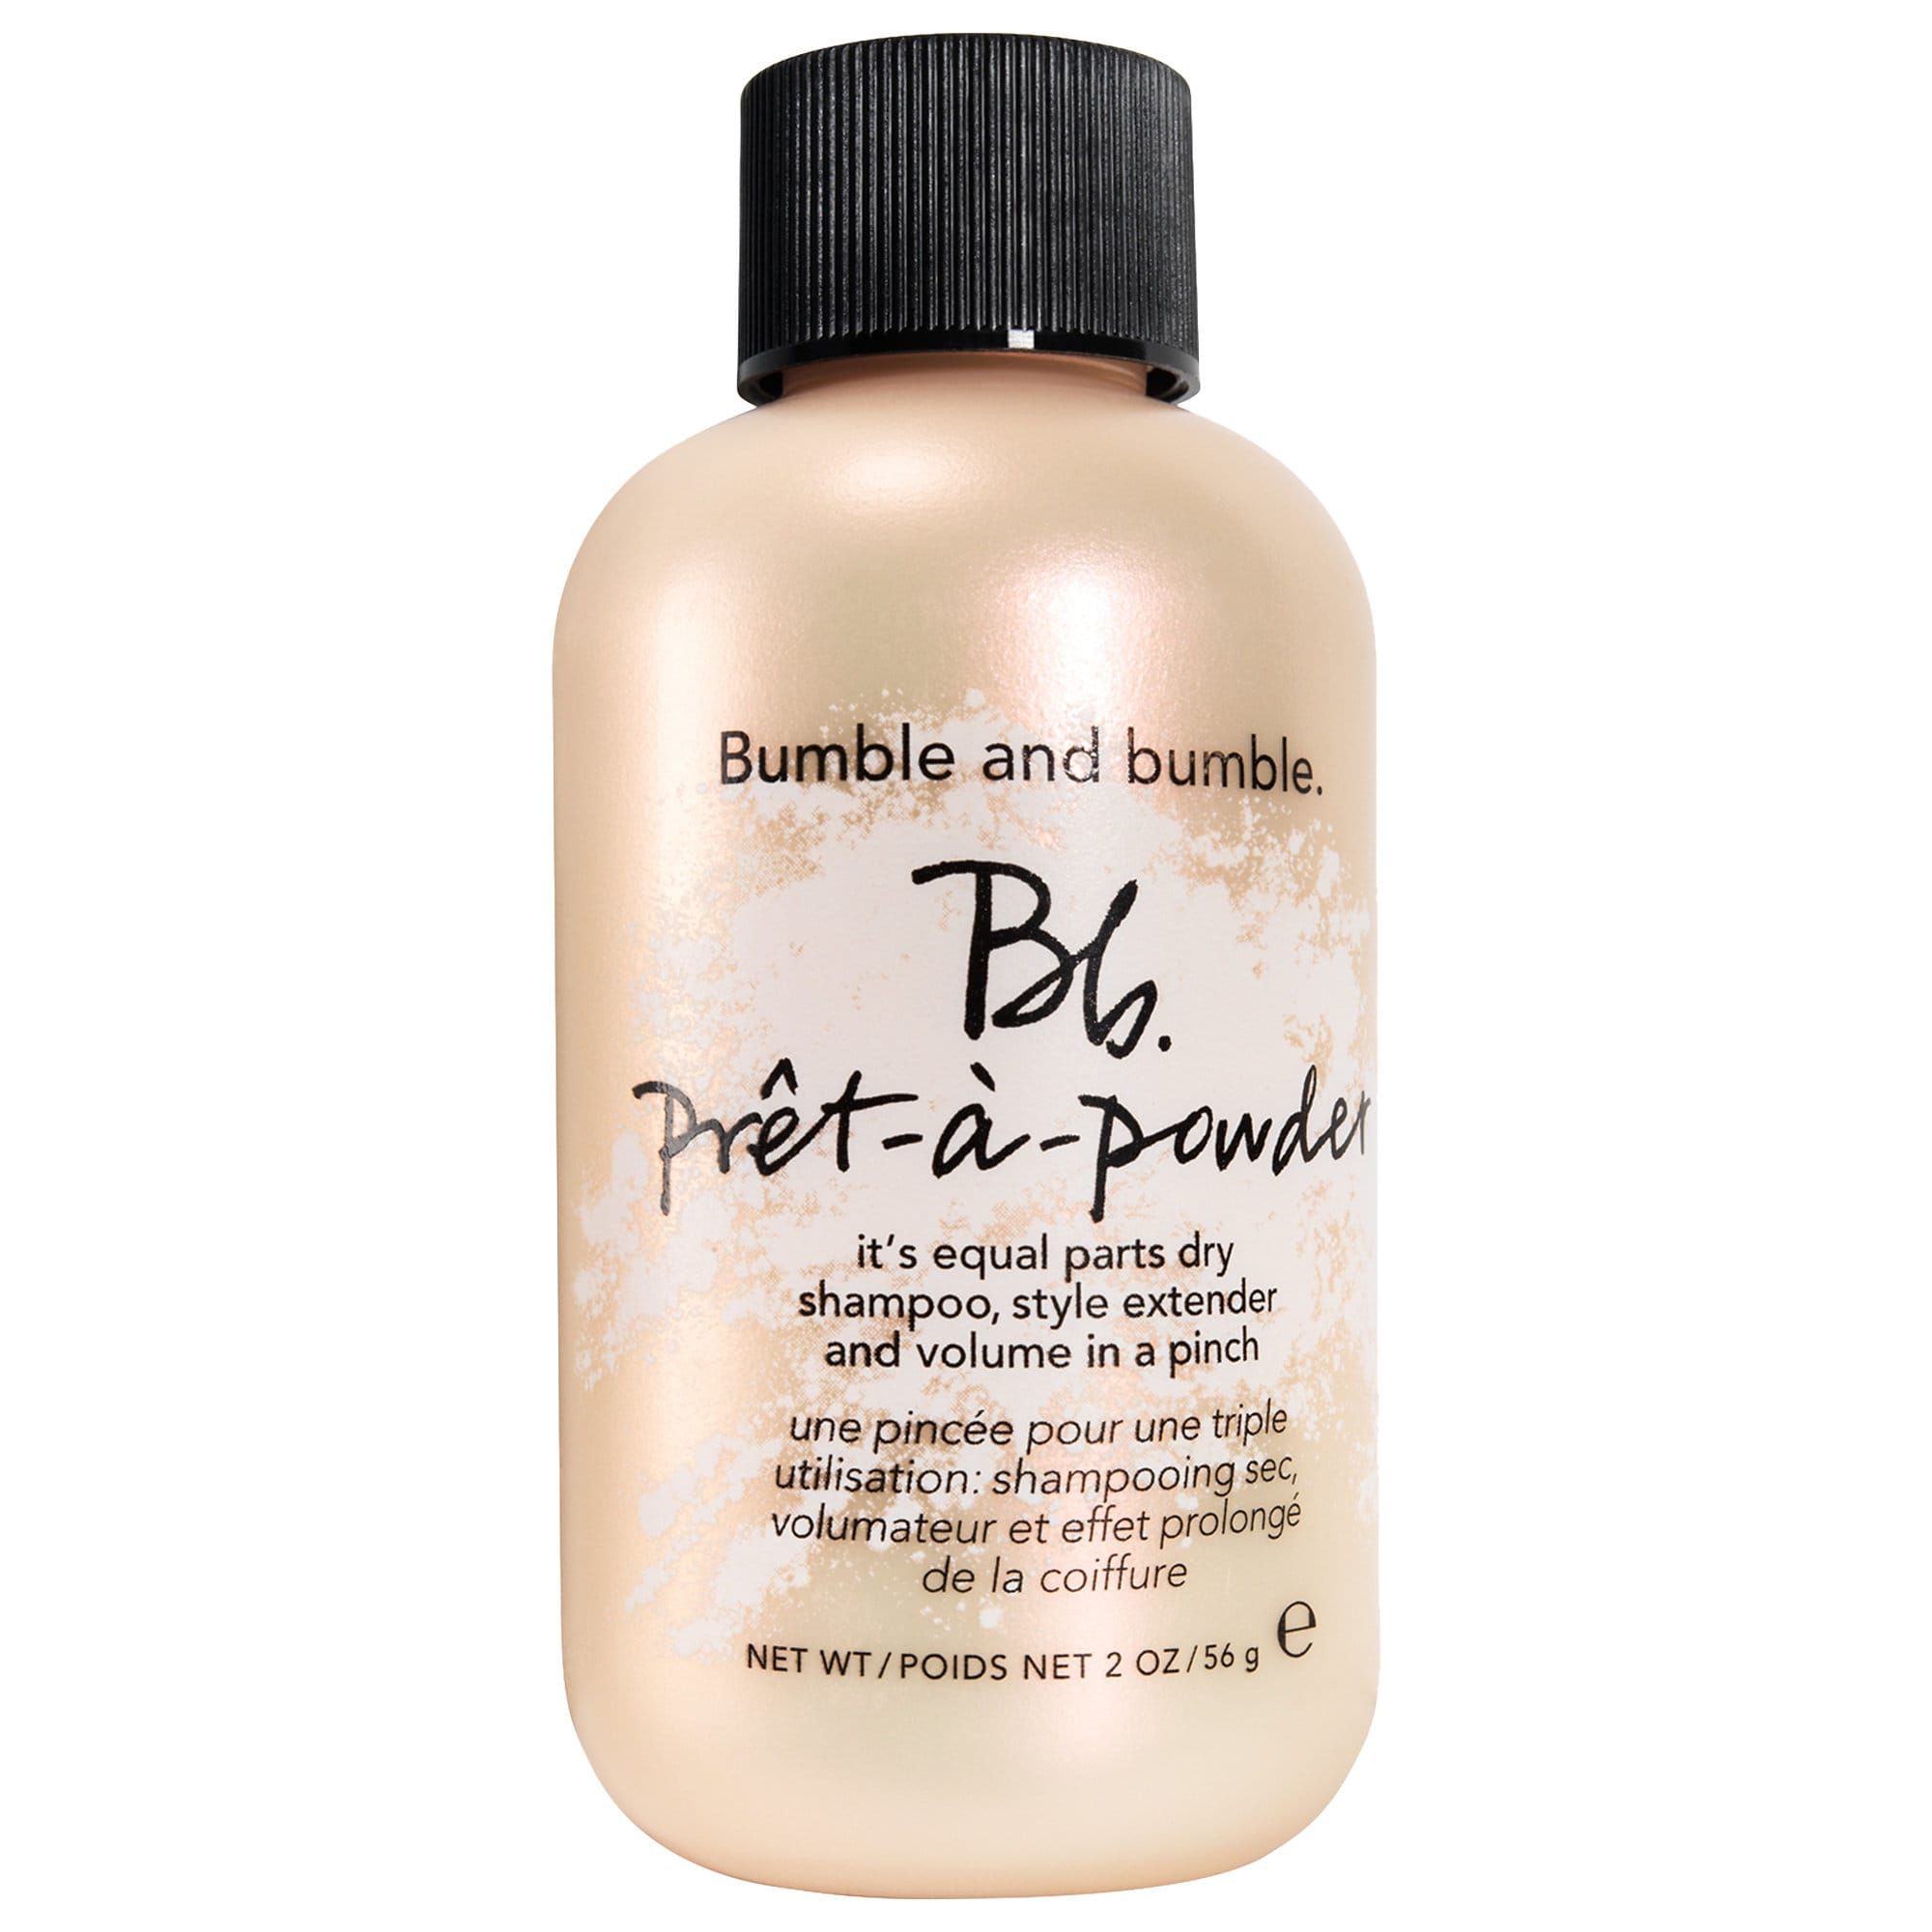 Bumble and bumble.
Bb.
Prêt-à-powder
it's equal parts dry
shampoo, style extender
and volume in a pinch
une pincée pour une triple
utilisation: shampooing sec,
volumateur et effet prolongé
de la coiffure
NET WT/POIDS NET 2 OZ/56 g ℮